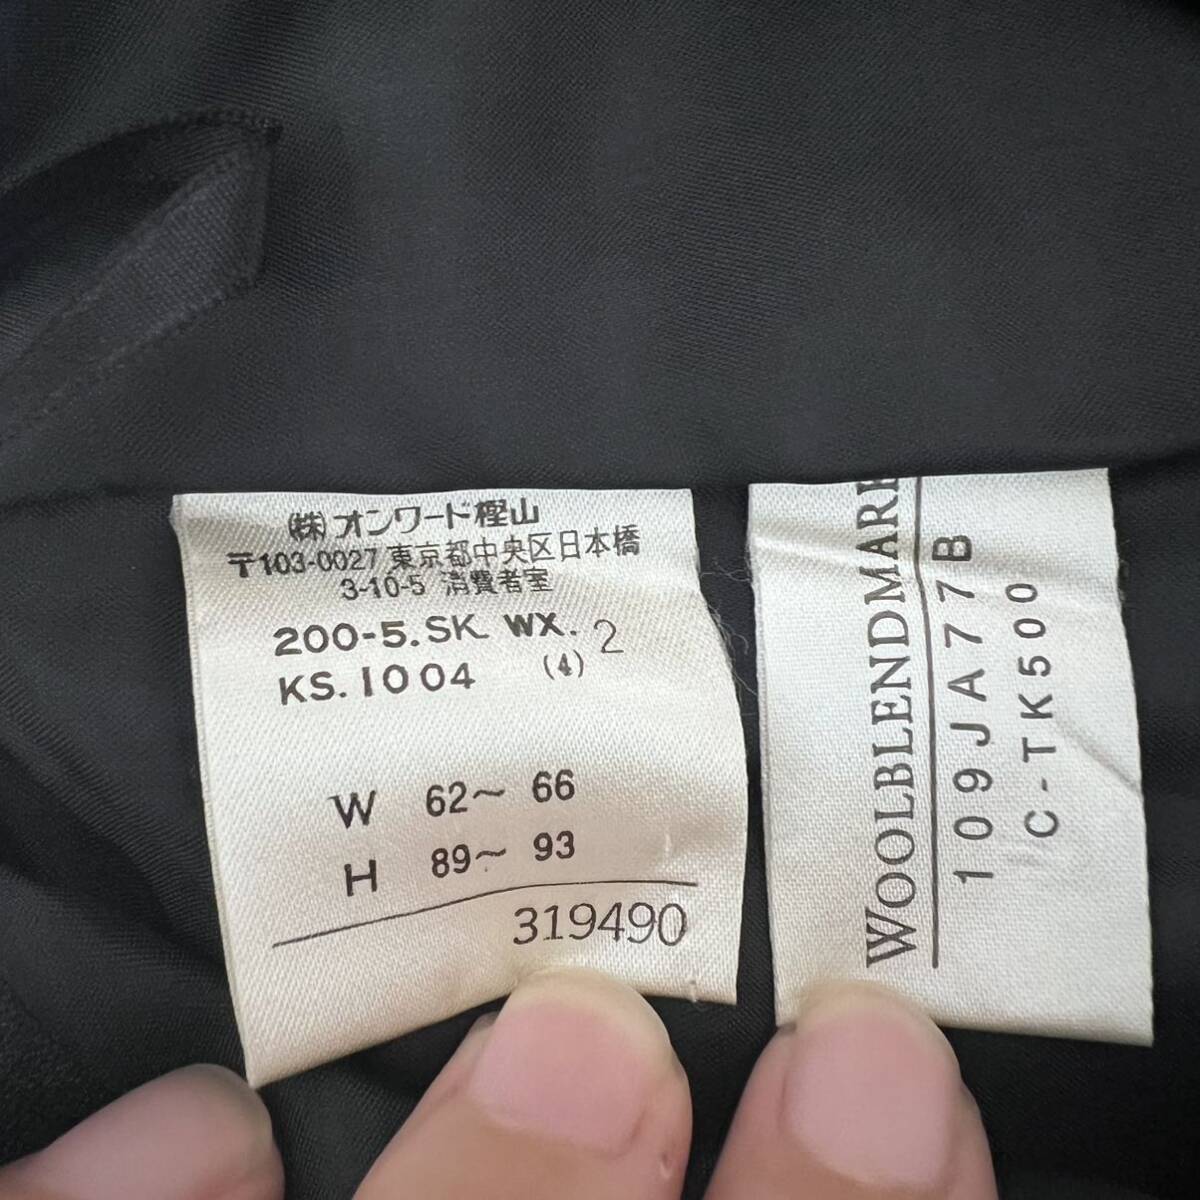 (株)オンワード樫山
〒103-0027 東京都中央区日本橋
3-10-5 消費者室
200-5.SK WX. 2
KS.1004 (4)
W 62～ 66
H 89～ 93
319490
WOOLBLENDMARK
109JA77B
C-TK500